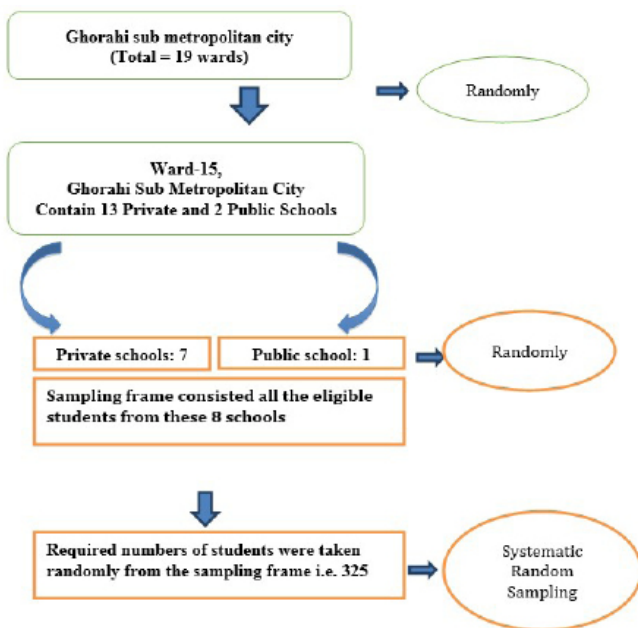 Ghorahi sub metropolitan city
(Total = 19 wards)
Randomly
Ward-15,
Ghorahi Sub Metropolitan City
Contain 13 Private and 2 Public Schools
Private schools: 7
Public school: 1
Randomly
Sampling frame consisted all the eligible
students from these 8 schools
Required numbers of students were taken
randomly from the sampling frame i.e. 325
Systematic
Random
Sampling